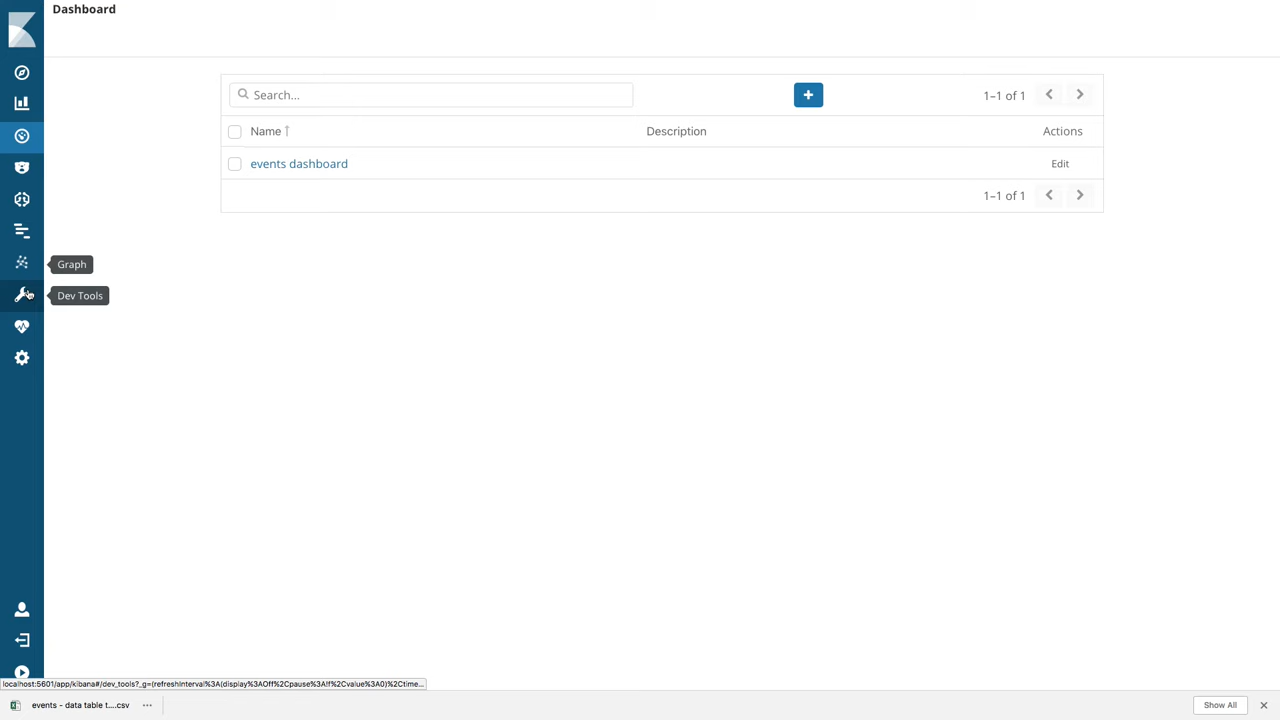 Dashboard
Search...
1–1 of 1
Name
Description
Actions
events dashboard
Edit
1–1 of 1
Graph
Dev Tools
localhost:5601/app/kibana#/dev_tools?_g=(refreshInterval%3A(display%3AOff%2Cpause%3A!f%2Cvalue%3A0)%2Ctime...
events - data table t....csv
Show All